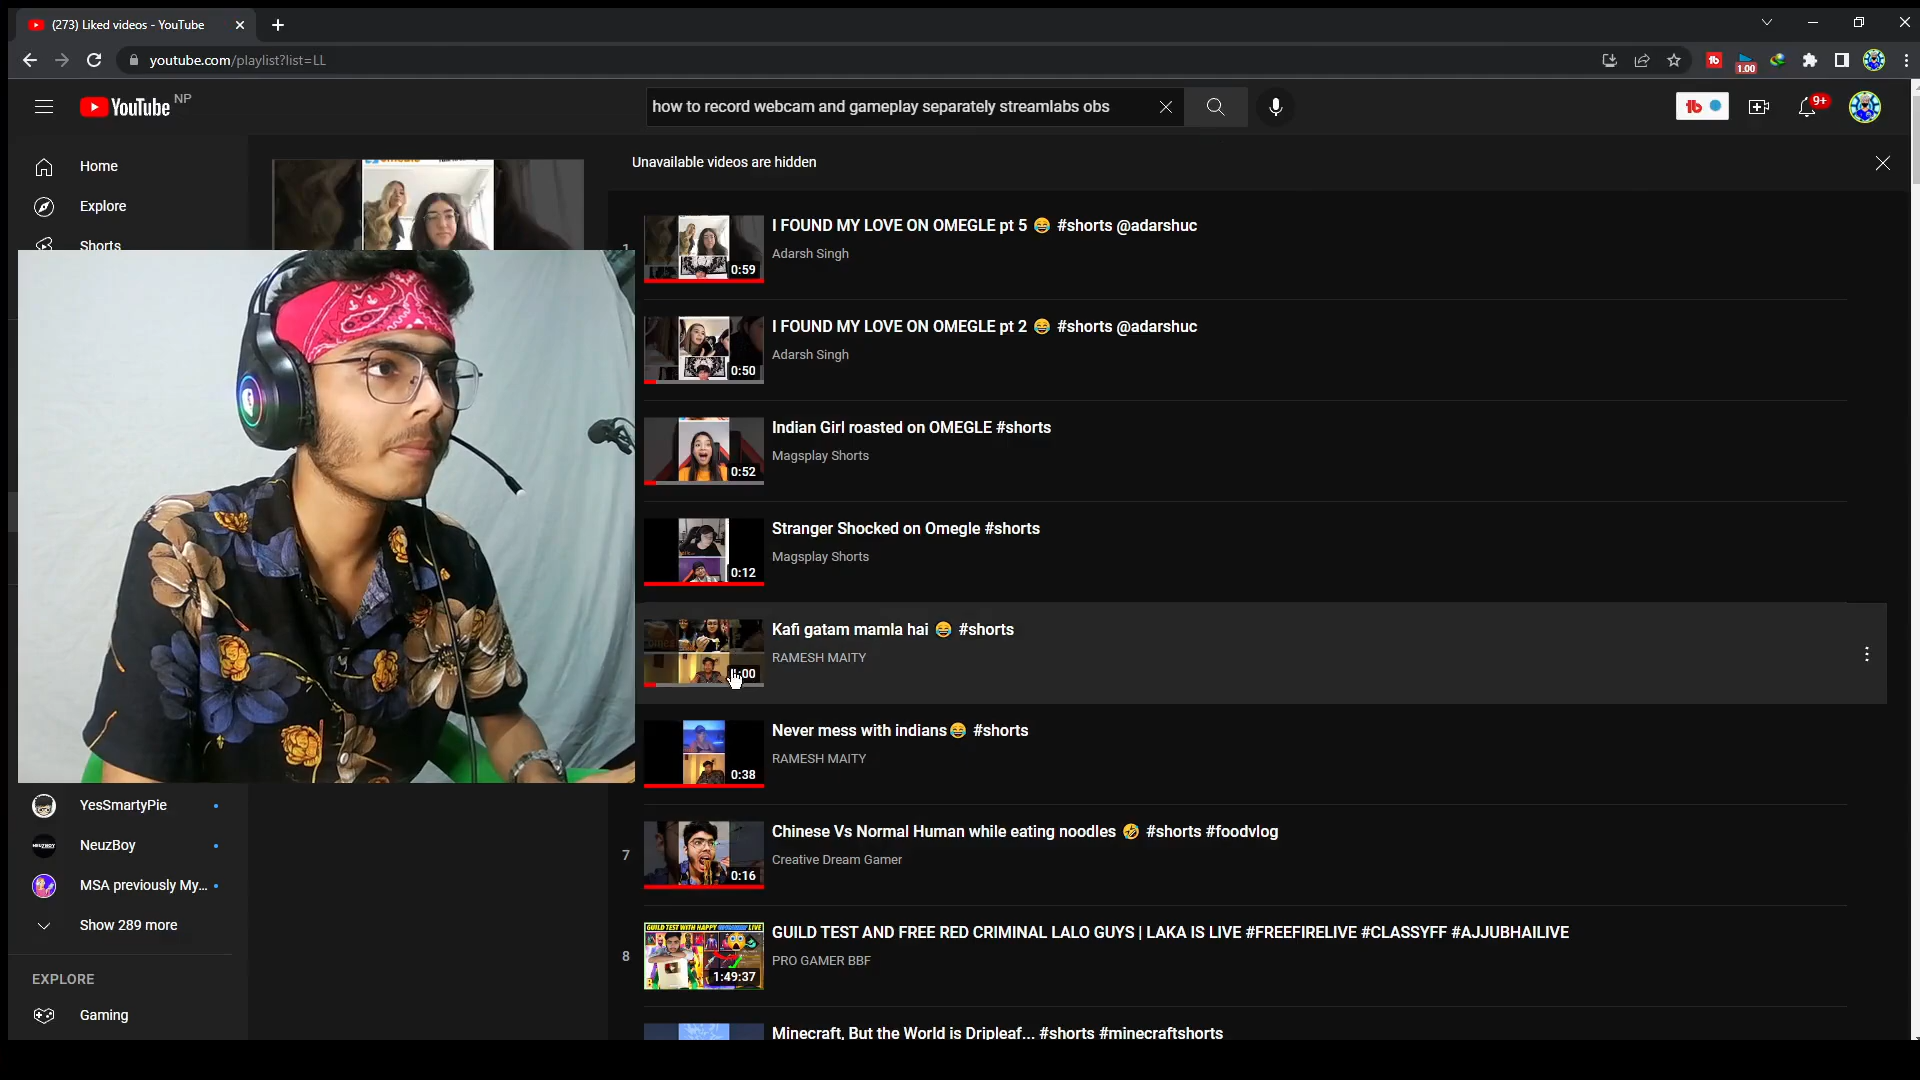 (273) Liked videos - YouTube
youtube.com/playlist?list=LL
1.00
YouTube NP
how to record webcam and gameplay separately streamlabs obs
9+
Home
Explore
Shorts
YesSmartyPie
NeuzBoy
MSA previously My...
Show 289 more
EXPLORE
Gaming
Unavailable videos are hidden
I FOUND MY LOVE ON OMEGLE pt 5 😂 #shorts @adarshuc
Adarsh Singh
0:59
I FOUND MY LOVE ON OMEGLE pt 2 😂 #shorts @adarshuc
Adarsh Singh
0:50
Indian Girl roasted on OMEGLE #shorts
Magsplay Shorts
0:52
Stranger Shocked on Omegle #shorts
Magsplay Shorts
0:12
Kafi gatam mamla hai 😂 #shorts
RAMESH MAITY
Never mess with indians😂 #shorts
RAMESH MAITY
0:38
7
Chinese Vs Normal Human while eating noodles 🤣 #shorts #foodvlog
Creative Dream Gamer
0:16
8
GUILD TEST AND FREE RED CRIMINAL LALO GUYS | LAKA IS LIVE #FREEFIRELIVE #CLASSYFF #AJJUBHAILIVE
PRO GAMER BBF
1:49:37
Minecraft, But the World is Dripleaf... #shorts #minecraftshorts